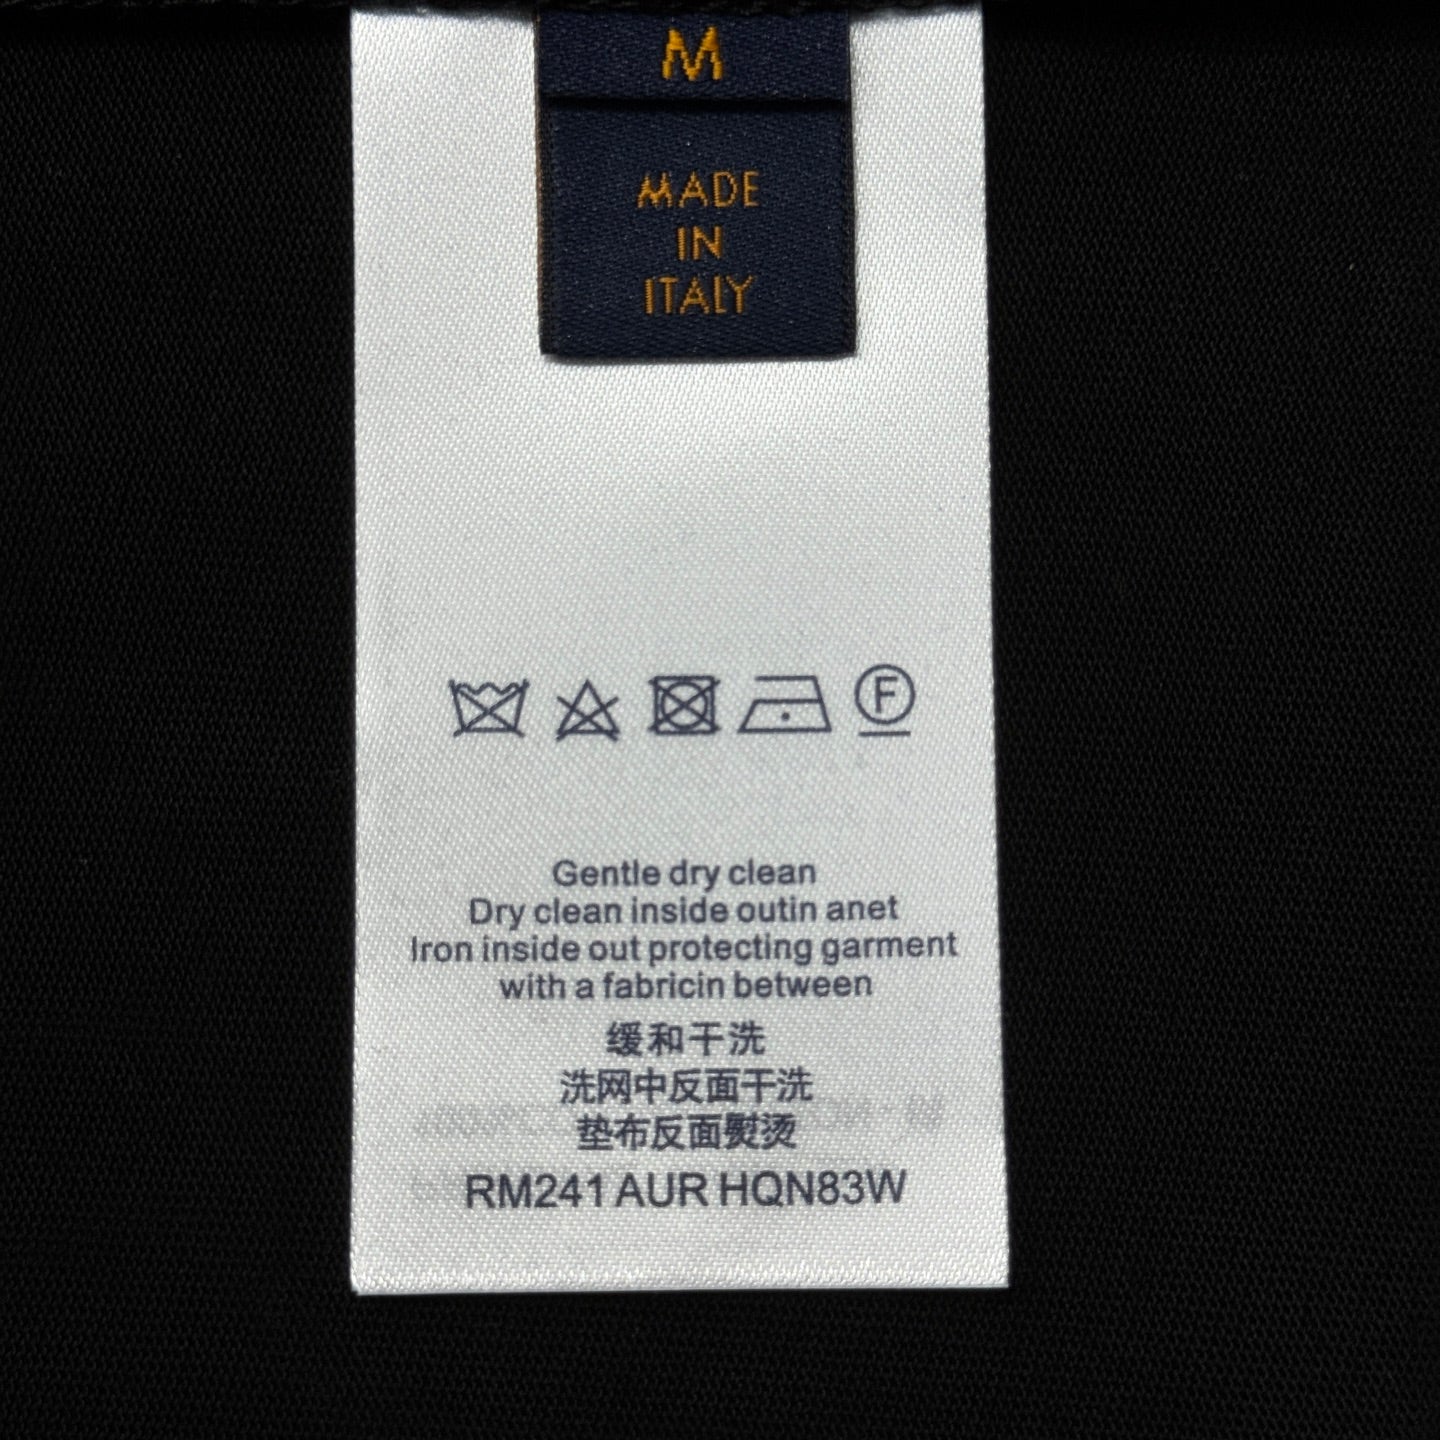 M
MADE
IN
ITALY
F
Gentle dry clean
Dry clean inside outin anet
Iron inside out protecting garment
with a fabricin between
缓和干洗
洗网中反面干洗
垫布反面熨烫
RM241 AUR HQN83W